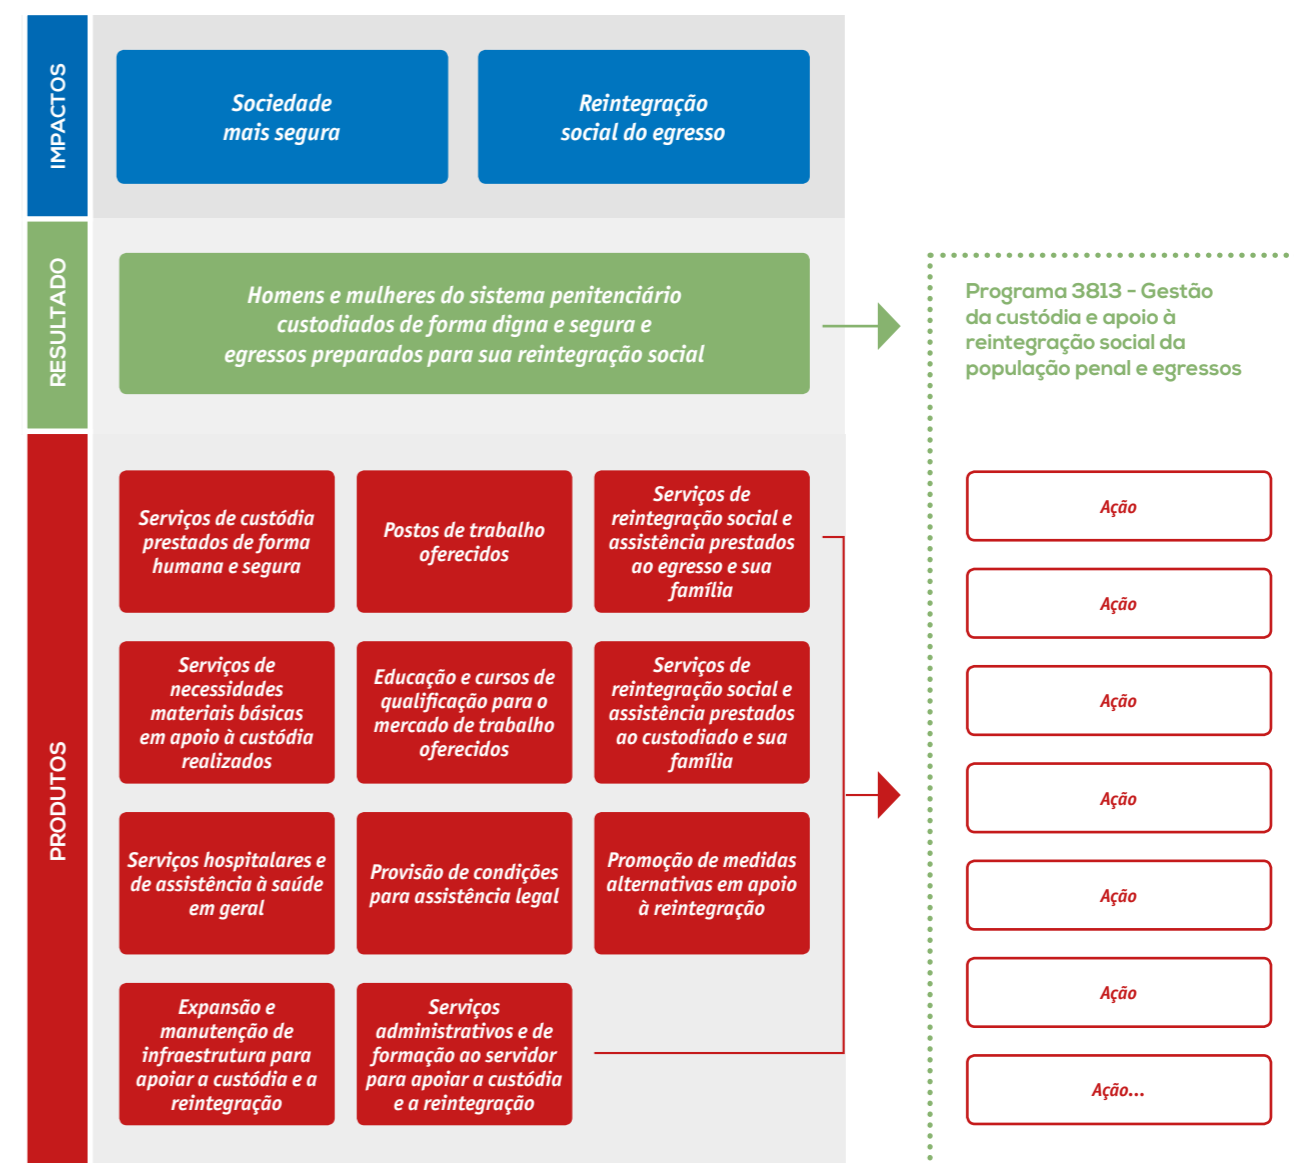 IMPACTOS
Sociedade
mais segura
Reintegração
social do egresso
RESULTADO
Homens e mulheres do sistema penitenciário
custodiados de forma digna e segura e
egressos preparados para sua reintegração social
Programa 3813 - Gestão
da custódia e apoio à
reintegração social da
população penal e egressos
PRODUTOS
Serviços de custódia
prestados de forma
humana e segura
Postos de trabalho
oferecidos
Serviços de
reintegração social e
assistência prestados
ao egresso e sua
família
Serviços de
necessidades
materiais básicas
em apoio à custódia
realizados
Educação e cursos de
qualificação para o
mercado de trabalho
oferecidos
Serviços de
reintegração social e
assistência prestados
ao custodiado e sua
família
Serviços hospitalares e
de assistência à saúde
em geral
Provisão de condições
para assistência legal
Promoção de medidas
alternativas em apoio
à reintegração
Expansão e
manutenção de
infraestrutura para
apoiar a custódia e a
reintegração
Serviços
administrativos e de
formação ao servidor
para apoiar a custódia
e a reintegração
Ação
Ação
Ação
Ação
Ação
Ação
Ação...